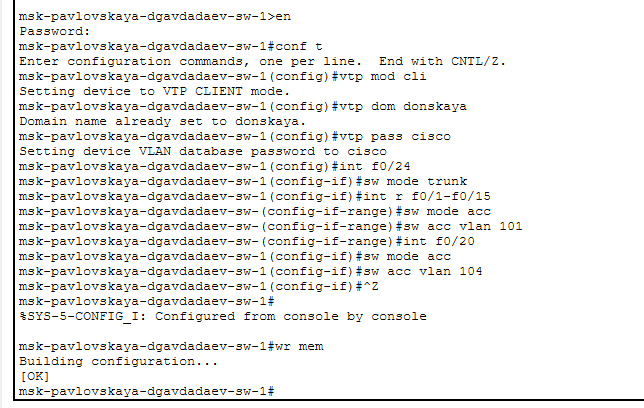 msk-pavlovskaya-dgavdadaev-sw-1>en
Password:
msk-pavlovskaya-dgavdadaev-sw-1#conf t
Enter configuration commands, one per line.  End with CNTL/Z.
msk-pavlovskaya-dgavdadaev-sw-1(config)#vtp mod cli
Setting device to VTP CLIENT mode.
msk-pavlovskaya-dgavdadaev-sw-1(config)#vtp dom donskaya
Domain name already set to donskaya.
msk-pavlovskaya-dgavdadaev-sw-1(config)#vtp pass cisco
Setting device VLAN database password to cisco
msk-pavlovskaya-dgavdadaev-sw-1(config)#int f0/24
msk-pavlovskaya-dgavdadaev-sw-1(config-if)#sw mode trunk
msk-pavlovskaya-dgavdadaev-sw-1(config-if)#int r f0/1-f0/15
msk-pavlovskaya-dgavdadaev-sw-(config-if-range)#sw mode acc
msk-pavlovskaya-dgavdadaev-sw-(config-if-range)#sw acc vlan 101
msk-pavlovskaya-dgavdadaev-sw-(config-if-range)#int f0/20
msk-pavlovskaya-dgavdadaev-sw-1(config-if)#sw mode acc
msk-pavlovskaya-dgavdadaev-sw-1(config-if)#sw acc vlan 104
msk-pavlovskaya-dgavdadaev-sw-1(config-if)#^Z
msk-pavlovskaya-dgavdadaev-sw-1#
%SYS-5-CONFIG_I: Configured from console by console
msk-pavlovskaya-dgavdadaev-sw-1#wr mem
Building configuration...
[OK]
msk-pavlovskaya-dgavdadaev-sw-1#